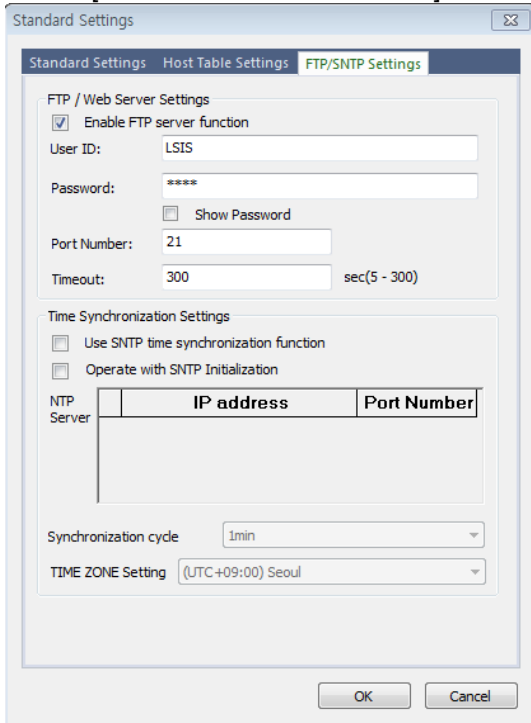 Standard Settings
Standard Settings Host Table Settings FTP/SNTP Settings
FTP / Web Server Settings
Enable FTP server function
User ID: LSIS
Password: ****
Show Password
Port Number: 21
Timeout: 300 sec(5 - 300)
Time Synchronization Settings
Use SNTP time synchronization function
Operate with SNTP Initialization
NTP Server
IP address Port Number
Synchronization cycle 1min
TIME ZONE Setting (UTC+09:00) Seoul
OK Cancel